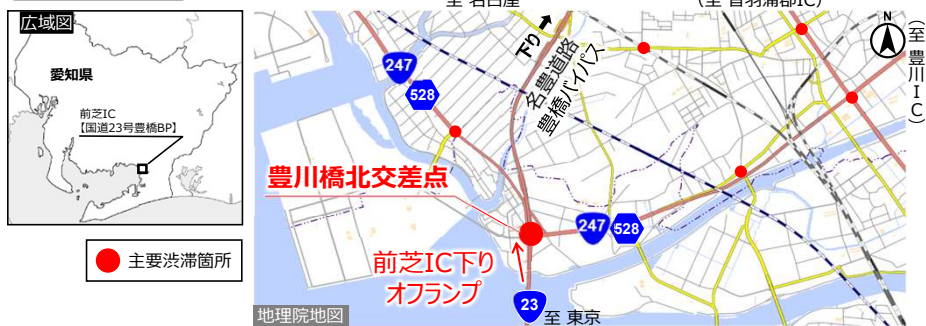 至 名古屋
（至 音羽蒲郡IC）
広域図
愛知県
前芝IC
【国道23号豊橋BP】
主要渋滞箇所
下り
名豊道路
豊橋バイパス
N
（至 豊川IC）
247
528
豊川橋北交差点
247
528
前芝IC下り
オフランプ
23
至 東京
地理院地図